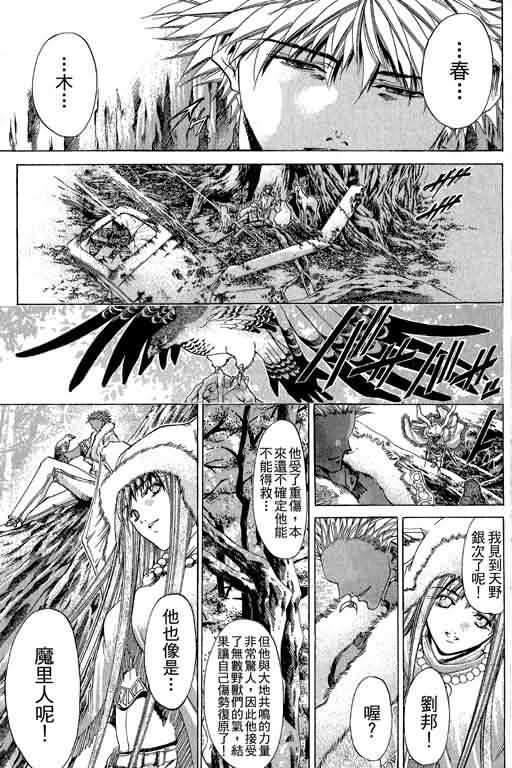 春⋯
⋯木⋯
我見到天野
銀次了呢！
劉邦！
喔？
他受了重傷，本
來還不確定他能
不能得救⋯
但他與大地共鳴的力量
非常驚人，因此他接受
了無數野獸們的氣，結
果讓自己傷勢復原了！
他也像是⋯
魔里人呢！